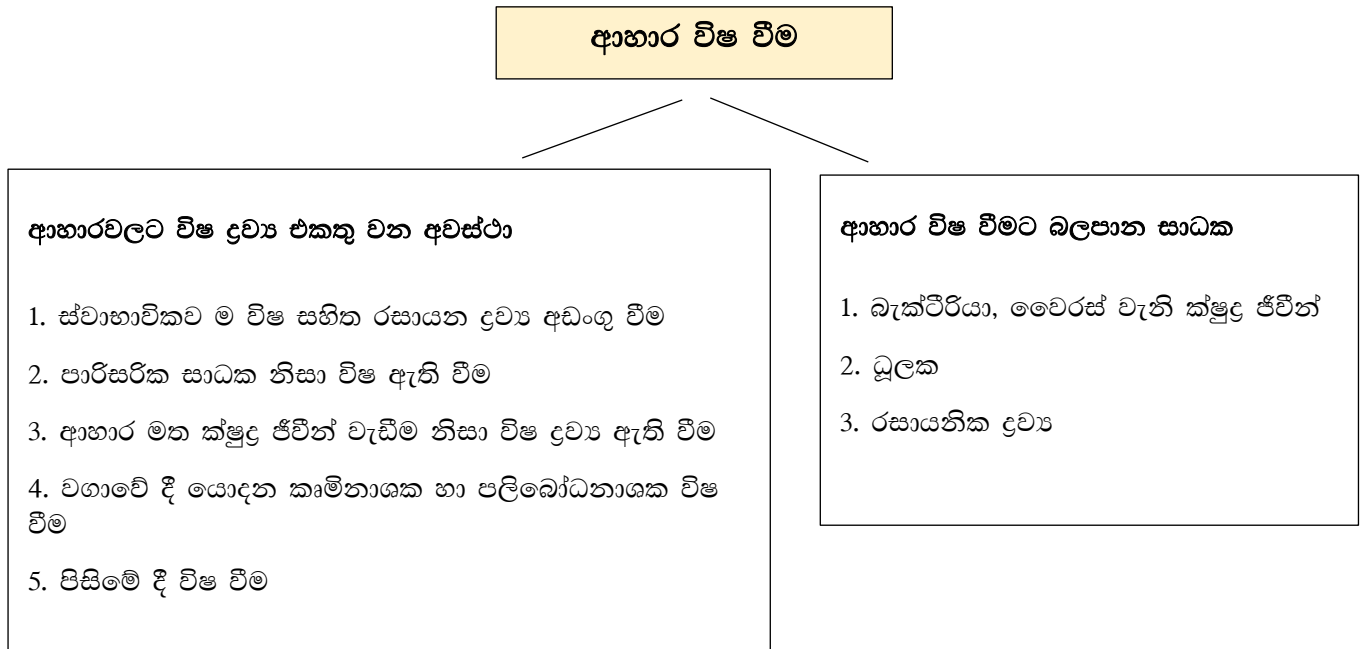 ආහාර විෂ වීම
ආහාරවලට විෂ ද්‍රව්‍ය එකතු වන අවස්ථා
1. ස්වාභාවිකව ම විෂ සහිත රසායන ද්‍රව්‍ය අඩංගු වීම
2. පාරිසරික සාධක නිසා විෂ ඇති වීම
3. ආහාර මත ක්ෂුද්‍ර ජීවීන් වැඩීම නිසා විෂ ද්‍රව්‍ය ඇති වීම
4. වගාවේ දී යොදන කෘමිනාශක හා පලිබෝධනාශක විෂ
වීම
5. පිසිමේ දී විෂ වීම
ආහාර විෂ වීමට බලපාන සාධක
1. බැක්ටීරියා, වෛරස් වැනි ක්ෂුද්‍ර ජීවීන්
2. ධූලක
3. රසායනික ද්‍රව්‍ය